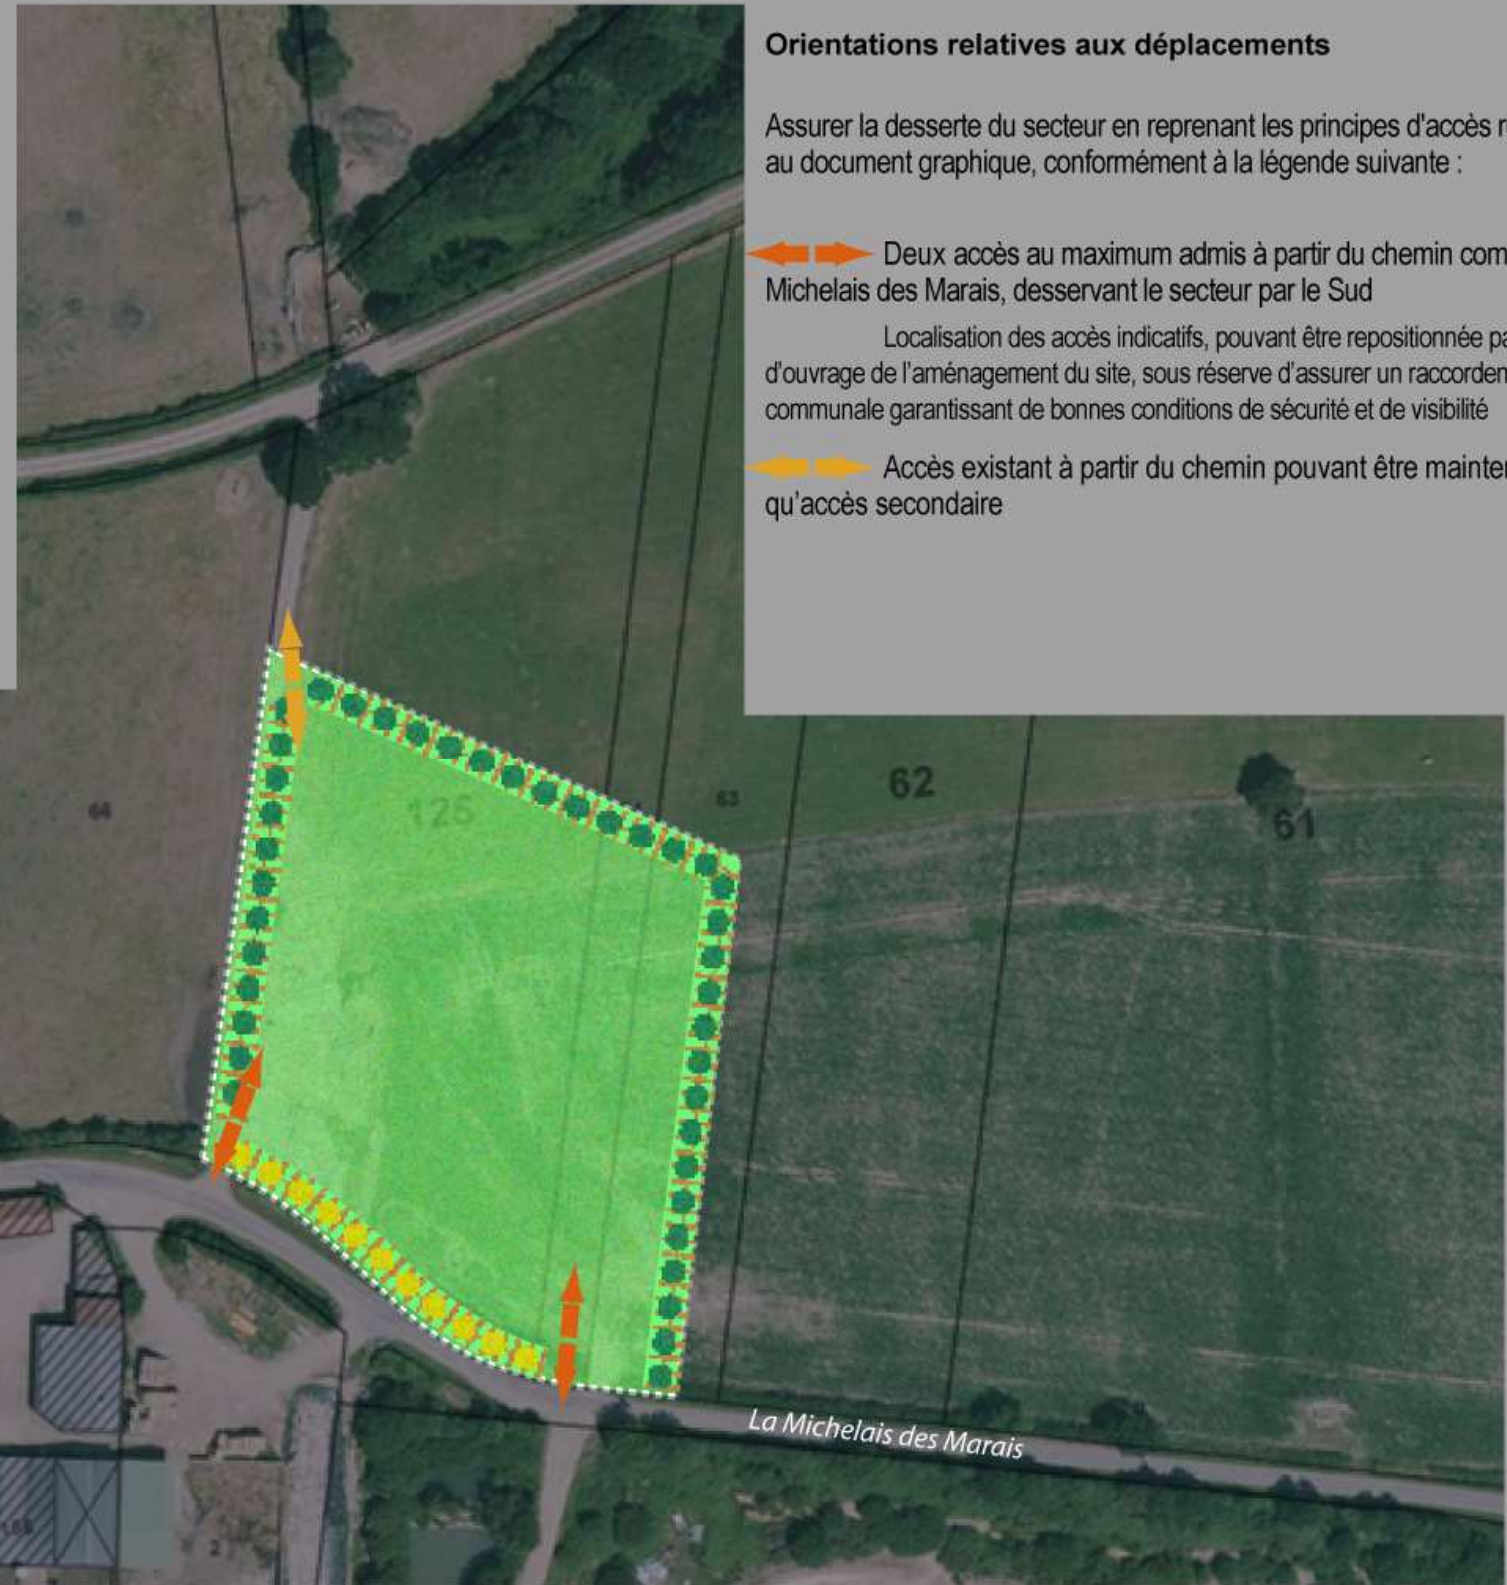 Orientations relatives aux déplacements
Assurer la desserte du secteur en reprenant les principes d'accès r
au document graphique, conformément à la légende suivante :
Deux accès au maximum admis à partir du chemin com
Michelais des Marais, desservant le secteur par le Sud
Localisation des accès indicatifs, pouvant être repositionnée pa
d'ouvrage de l'aménagement du site, sous réserve d'assurer un raccorden
communale garantissant de bonnes conditions de sécurité et de visibilité
Accès existant à partir du chemin pouvant être mainter
qu'accès secondaire
62
63
61
64
125
La Michelais des Marais
2